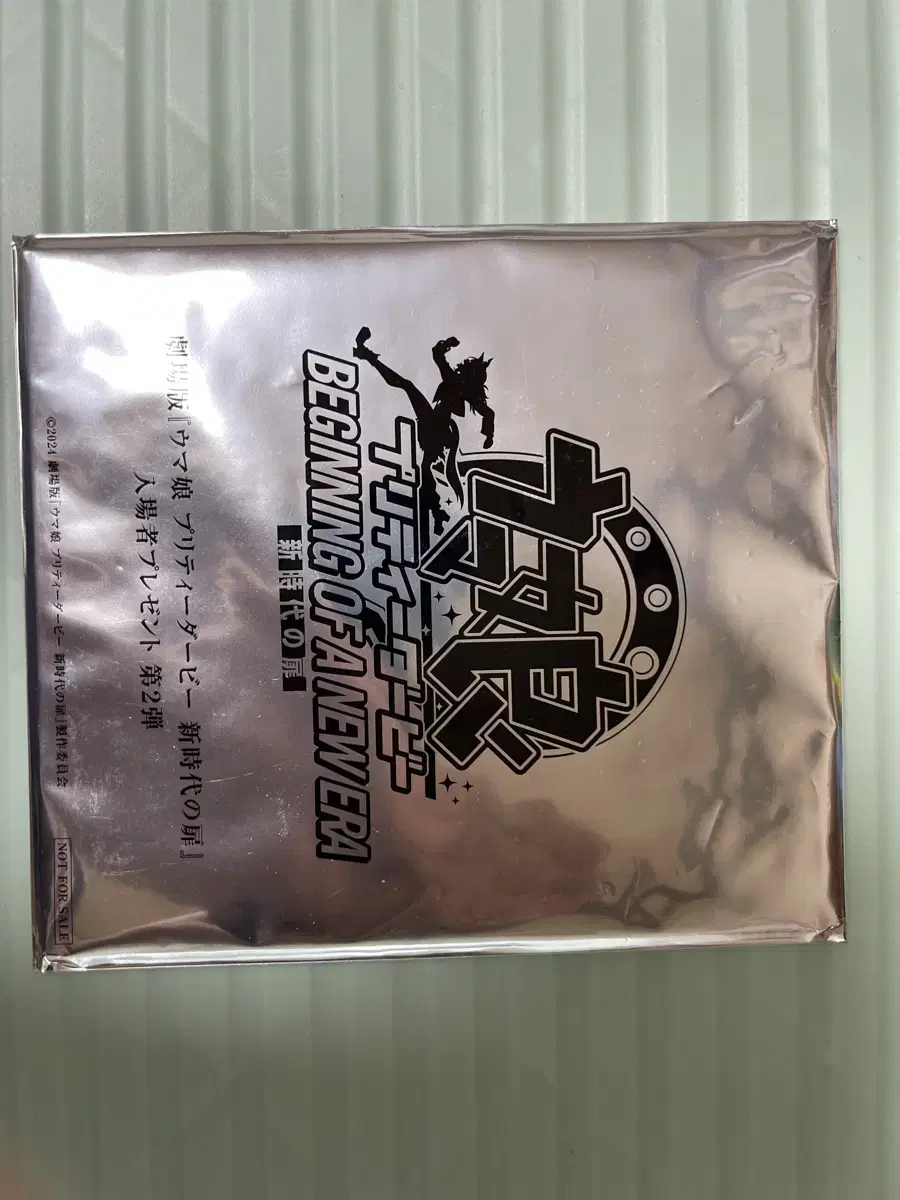 ウマ娘
プリティーダービー
BEGINNING OF A NEW ERA
新時代の扉
劇場版『ウマ娘 プリティーダービー 新時代の扉』
入場者プレゼント 第2弾
©2024 劇場版『ウマ娘 プリティーダービー 新時代の扉』製作委員会
NOT FOR SALE